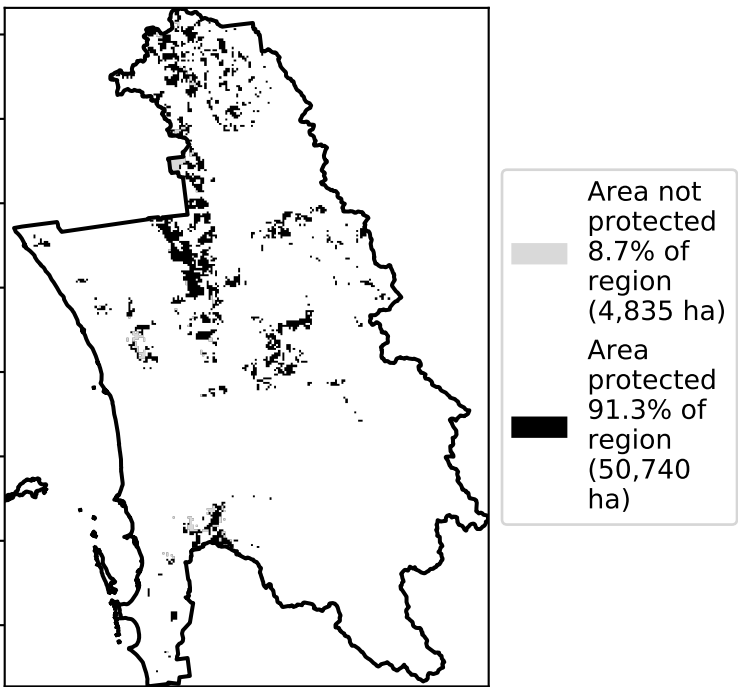 Area not
protected
8.7% of
region
(4,835 ha)
Area
protected
91.3% of
region
(50,740
ha)